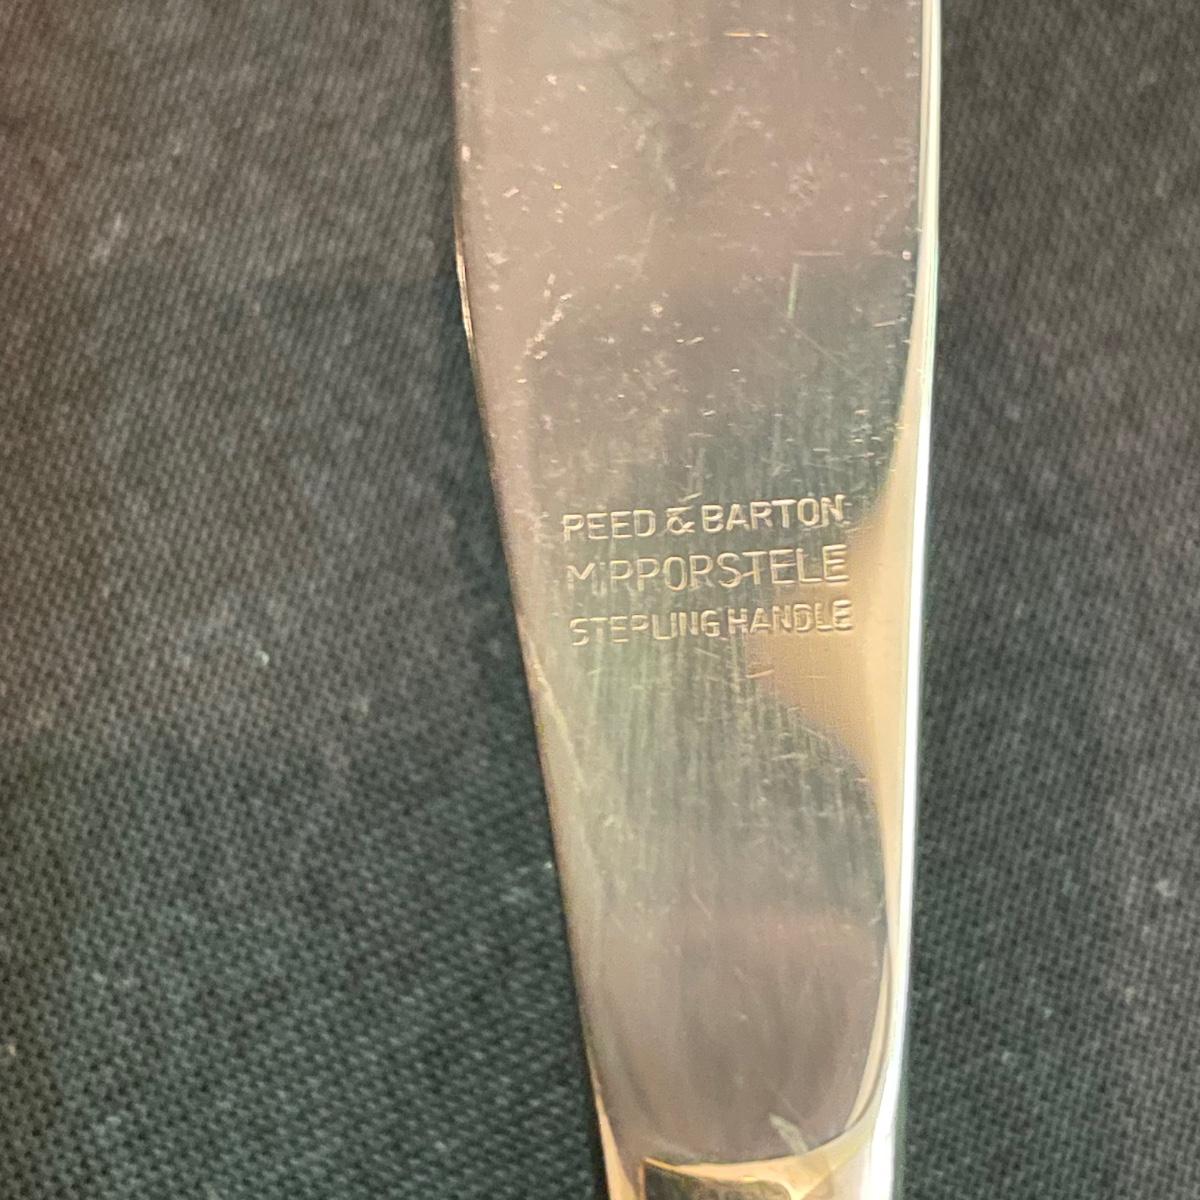 REED & BARTON
MIRRORSTELE
STERLING HANDLE